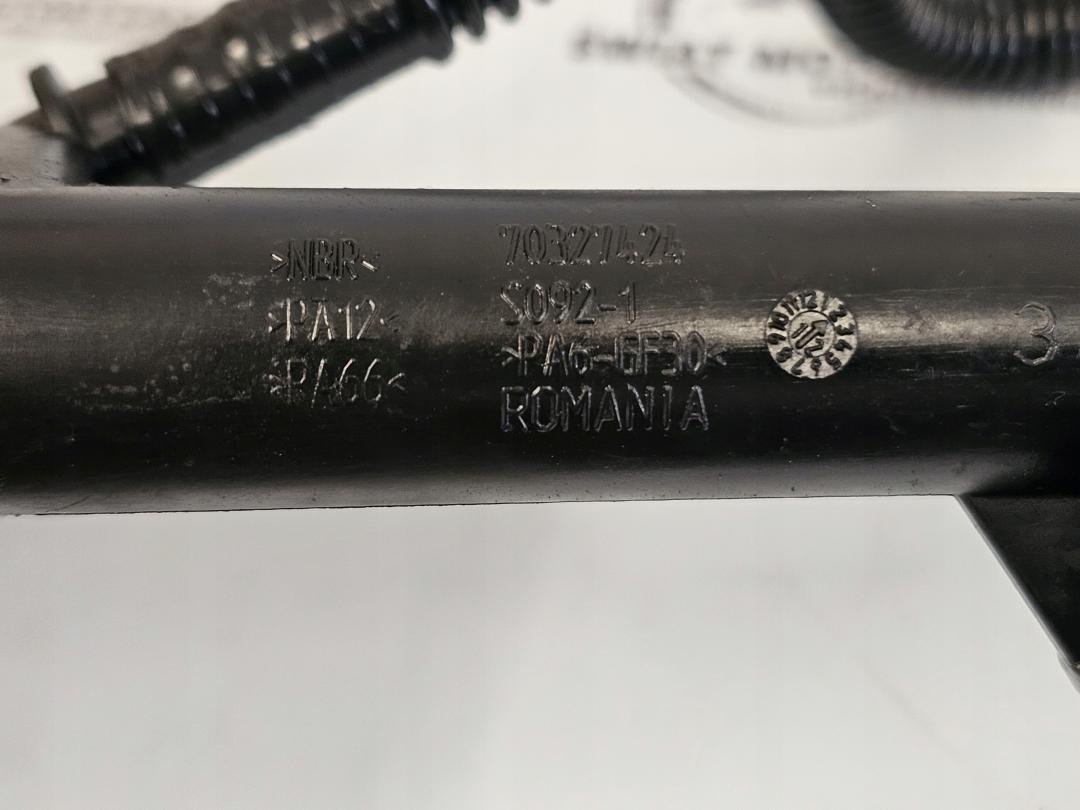 >NBR<
>PA12<
>PA66<
70327424
S092-1
>PA6-GF30<
ROMANIA
3